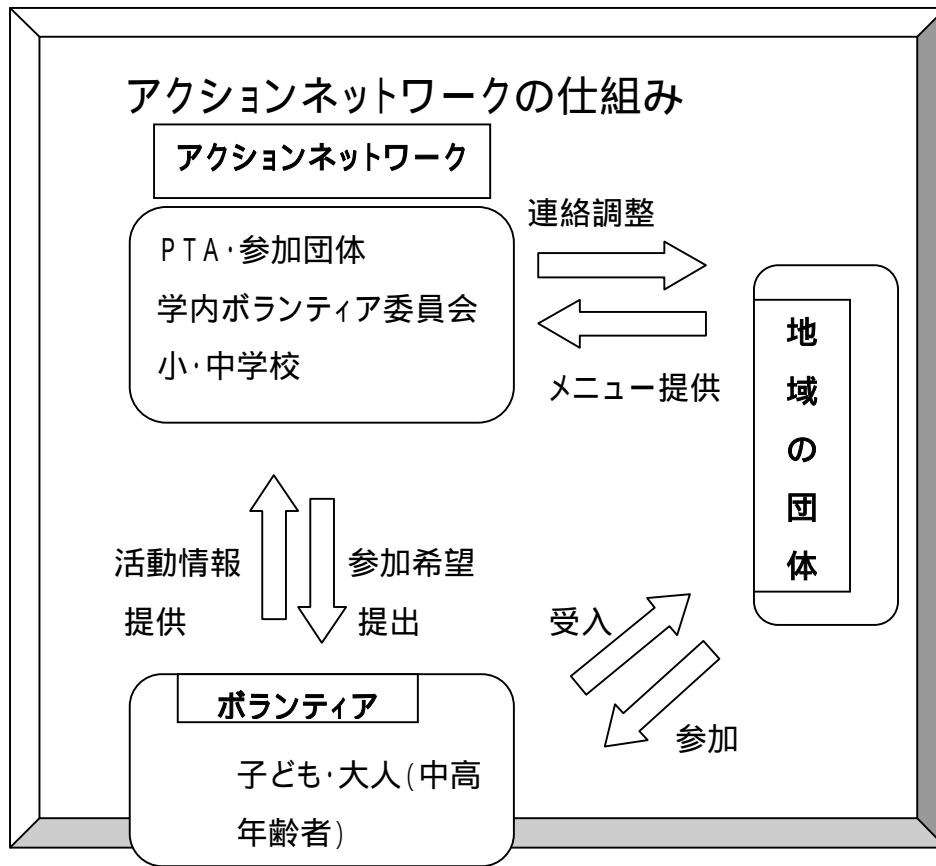 アクションネットワークの仕組み
アクションネットワーク
PTA・参加団体
学内ボランティア委員会
小・中学校
連絡調整
メニュー提供
地域の団体
活動情報
提供
参加希望
提出
受入
参加
ボランティア
子ども・大人(中高
年齢者)